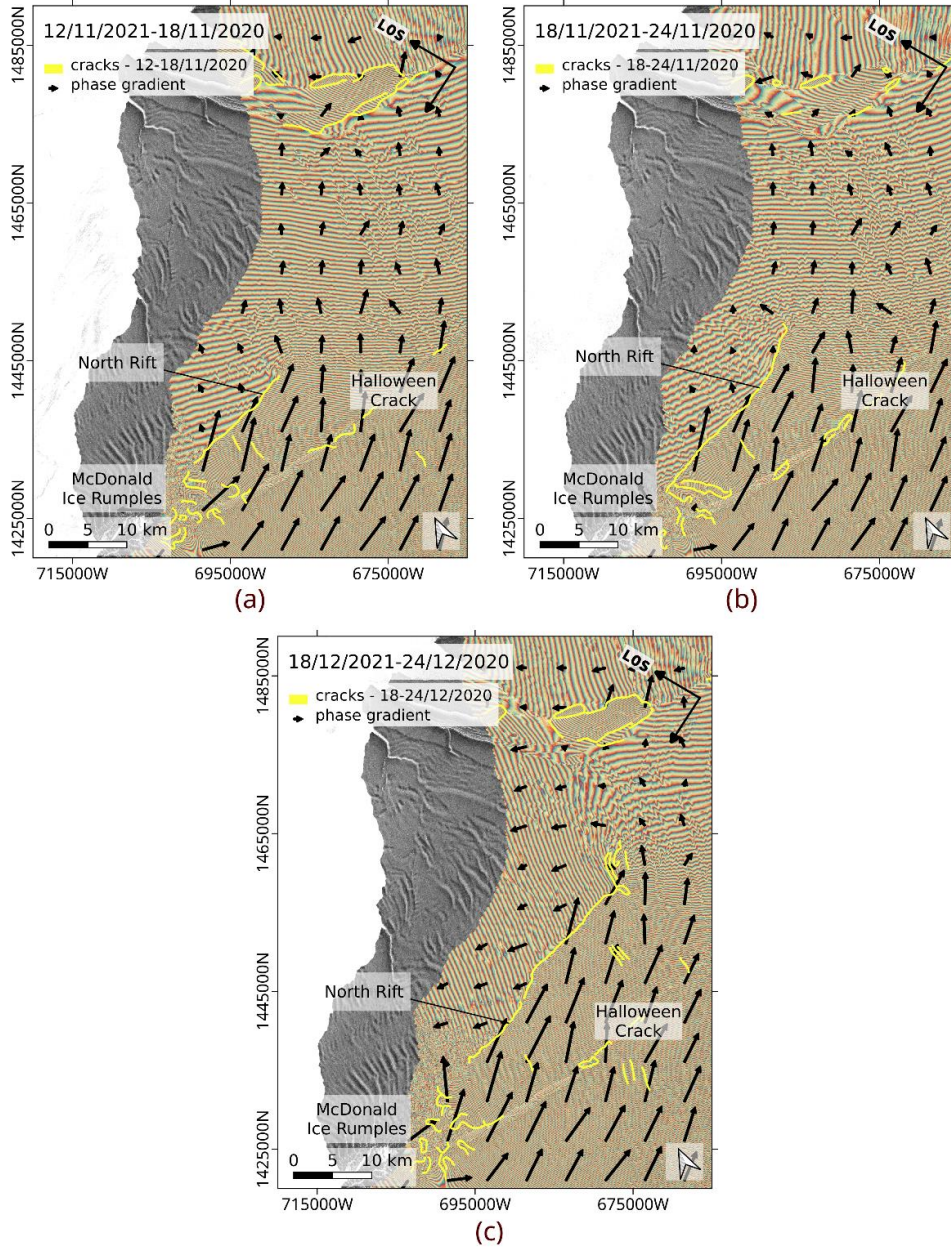 12/11/2021-18/11/2020
cracks - 12-18/11/2020
phase gradient
LOS
1485000N
1465000N
1445000N
1425000N
North Rift
Halloween
Crack
McDonald
Ice Rumples
0 5 10 km
715000W 695000W 675000W
(a)
18/11/2021-24/11/2020
cracks - 18-24/11/2020
phase gradient
LOS
1485000N
1465000N
1445000N
1425000N
North Rift
Halloween
Crack
McDonald
Ice Rumples
0 5 10 km
715000W 695000W 675000W
(b)
18/12/2021-24/12/2020
cracks - 18-24/12/2020
phase gradient
LOS
1485000N
1465000N
1445000N
1425000N
North Rift
Halloween
Crack
McDonald
Ice Rumples
0 5 10 km
715000W 695000W 675000W
(c)